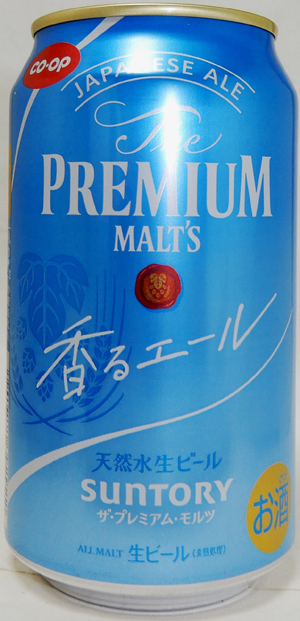 CO-OP
JAPANESE ALE
The
PREMIUM
MALT'S
香るエール
天然水生ビール
SUNTORY
ザ・プレミアム・モルツ
お酒
ALL MALT 生ビール(非熱処理)